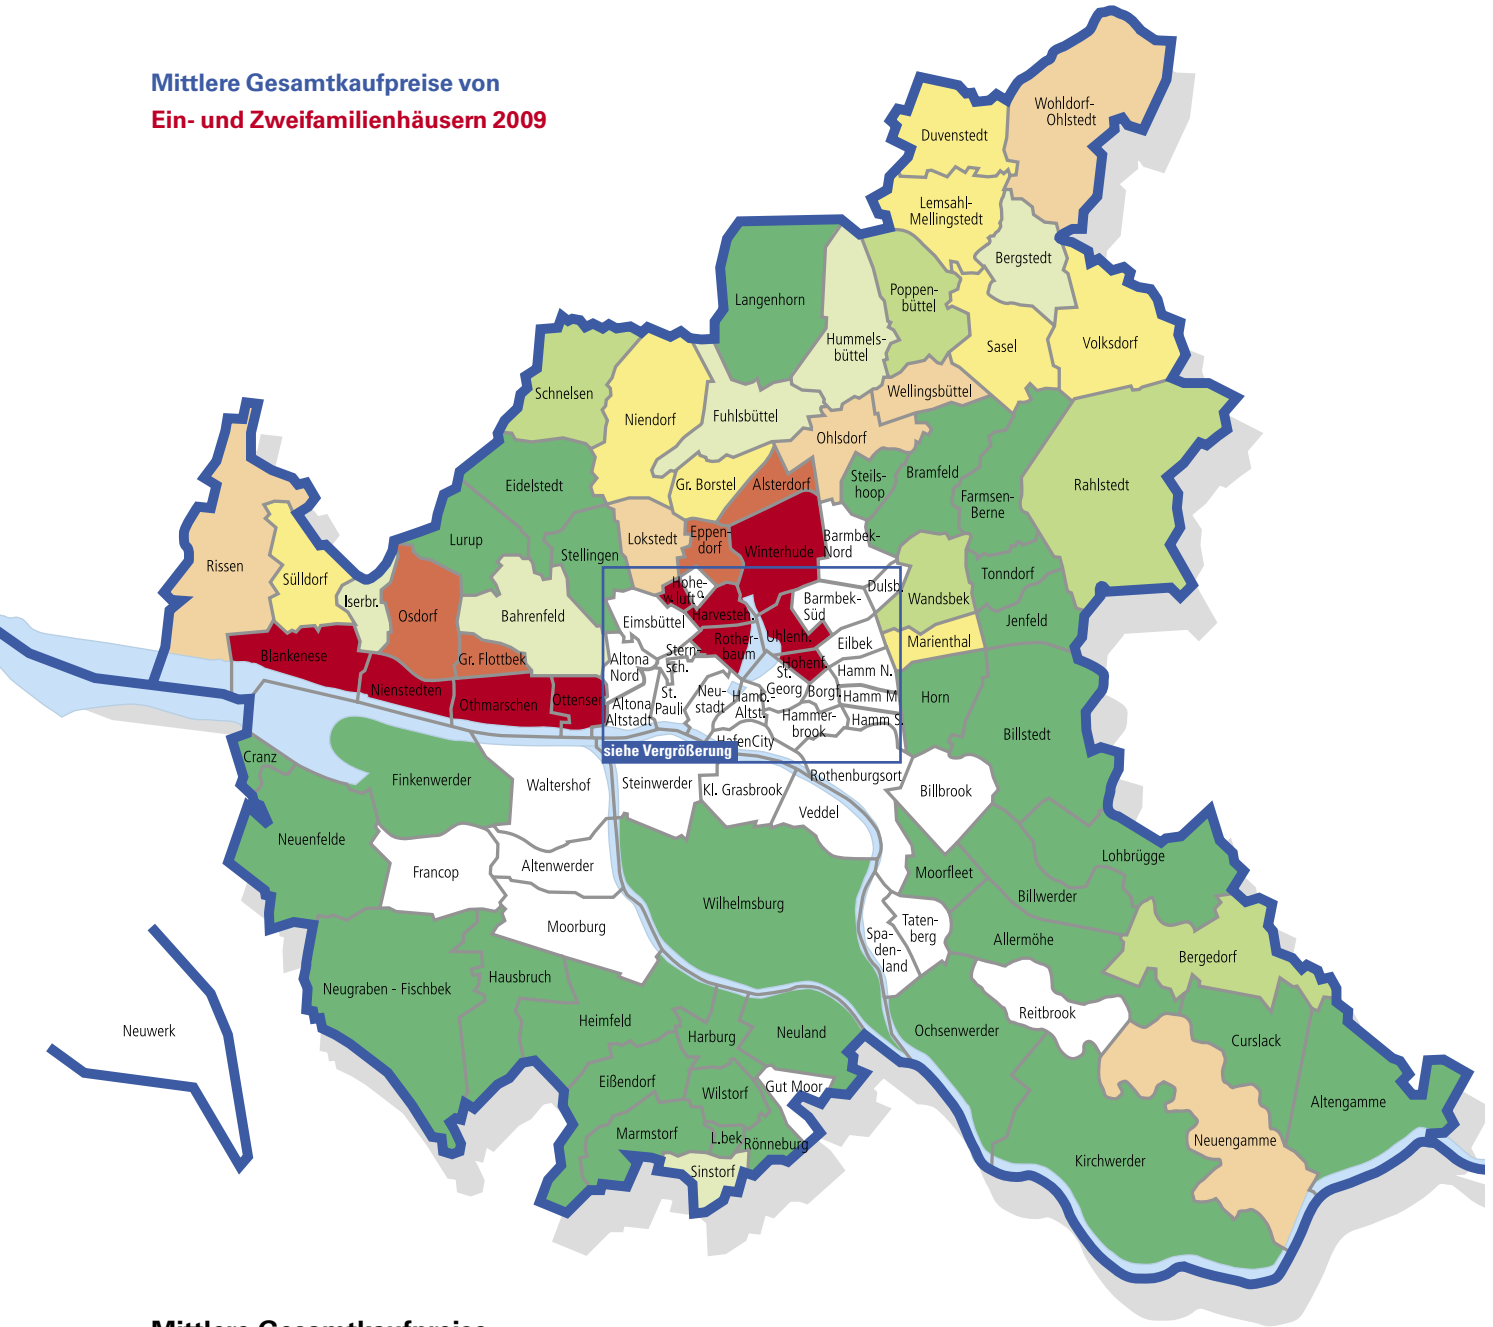 Mittlere Gesamtkaufpreise von
Ein- und Zweifamilienhäusern 2009
Wohldorf-
Ohlstedt
Duvenstedt
Lemsahl-
Mellingstedt
Bergstedt
Langenhorn
Poppen-
büttel
Hummels-
büttel
Sasel
Volksdorf
Schnelsen
Niendorf
Fuhlsbüttel
Wellingsbüttel
Ohlsdorf
Eidelstedt
Gr. Borstel
Alsterdorf
Steils-
hoop
Bramfeld
Farmsen-
Berne
Rahlstedt
Lurup
Stellingen
Lokstedt
Eppen-
dorf
Winterhude
Barmbek-
Nord
Rissen
Sülldorf
Iserbr.
Osdorf
Bahrenfeld
Tonndorf
Hohe-
luft
Dulsb.
Wandsbek
Barmbek-
Süd
Jenfeld
Eimsbüttel
Harvesteh.
Uhlenh.
Eilbek
Marienthal
Blankenese
Gr. Flottbek
Altona
Nord
Stern-
sch.
Rother-
baum
Hohenf.
Hamm N.
Nienstedten
Othmarschen
Ottensen
Altona
Altstadt
St.
Pauli
Neu-
stadt
Hamb.-
Altst.
St.
Georg
Borgf.
Hamm M.
Horn
Hammer-
brook
Hamm S.
HafenCity
Billstedt
siehe Vergrößerung
Cranz
Finkenwerder
Waltershof
Steinwerder
Kl. Grasbrook
Rothenburgsort
Veddel
Billbrook
Neuenfelde
Francop
Altenwerder
Moorfleet
Lohbrügge
Wilhelmsburg
Billwerder
Moorburg
Spa-
den-
land
Taten-
berg
Allermöhe
Bergedorf
Neugraben - Fischbek
Hausbruch
Heimfeld
Harburg
Neuland
Ochsenwerder
Reitbrook
Curslack
Neuwerk
Eißendorf
Wilstorf
Gut Moor
Altengamme
Marmstorf
L.bek
Rönneburg
Neuengamme
Sinstorf
Kirchwerder
Mittlere Gesamtkaufpreise